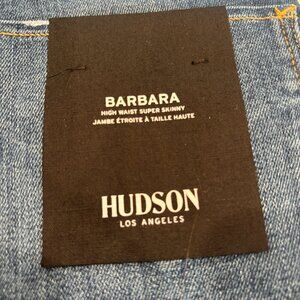 BARBARA
HIGH WAIST SUPER SKINNY
JAMBE ÉTROITE À TAILLE HAUTE
HUDSON
LOS ANGELES